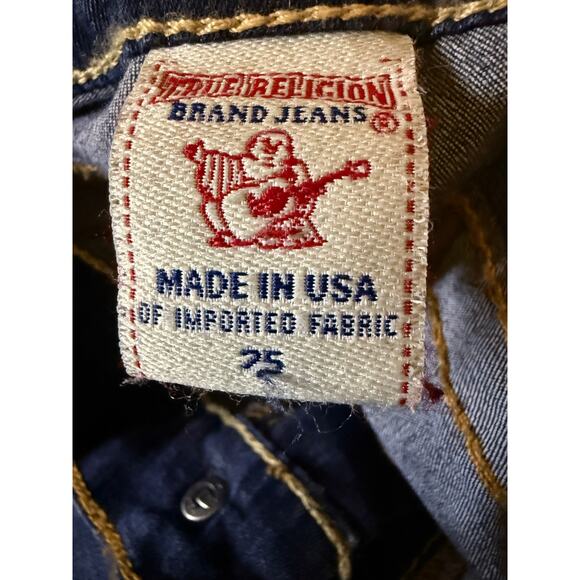 TRUE RELIGION
BRAND JEANS ®
MADE IN USA
OF IMPORTED FABRIC
25